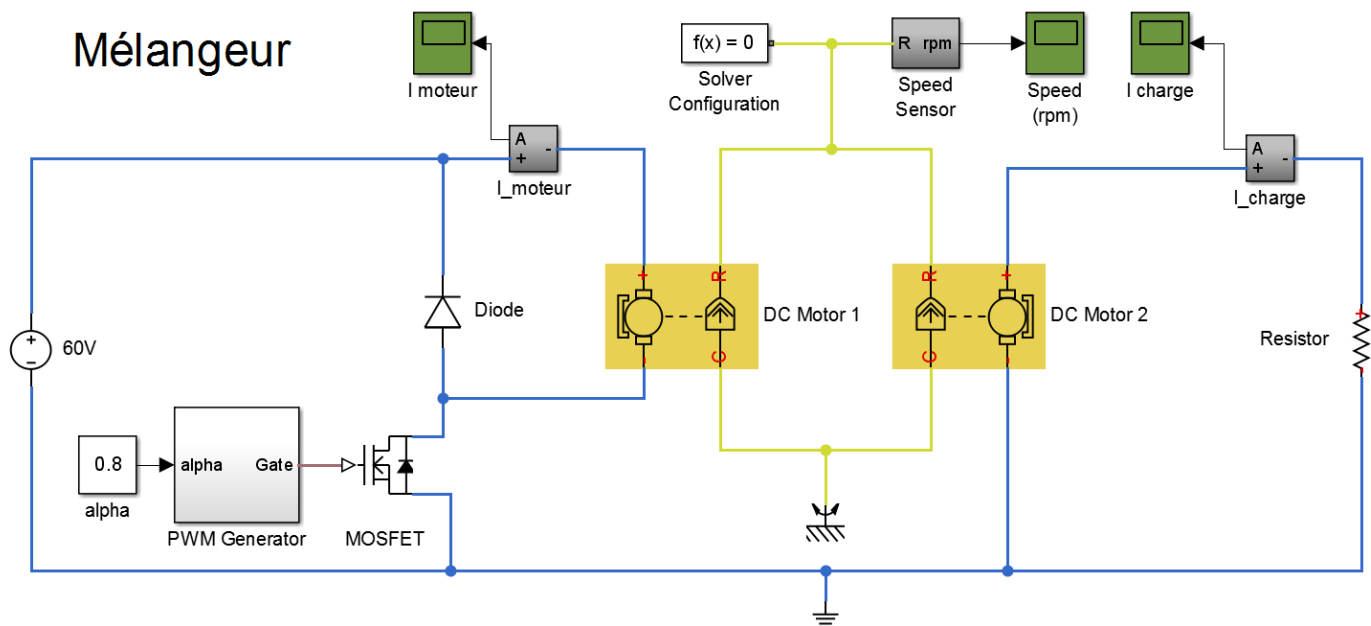 Mélangeur
I moteur
A
+
-
I_moteur
f(x) = 0
Solver
Configuration
R rpm
Speed
Sensor
Speed
(rpm)
I charge
A
+
-
I_charge
60V
+
-
Diode
+
R
-
C
DC Motor 1
R
+
C
-
DC Motor 2
Resistor
+
-
0.8
alpha
alpha Gate
PWM Generator
MOSFET